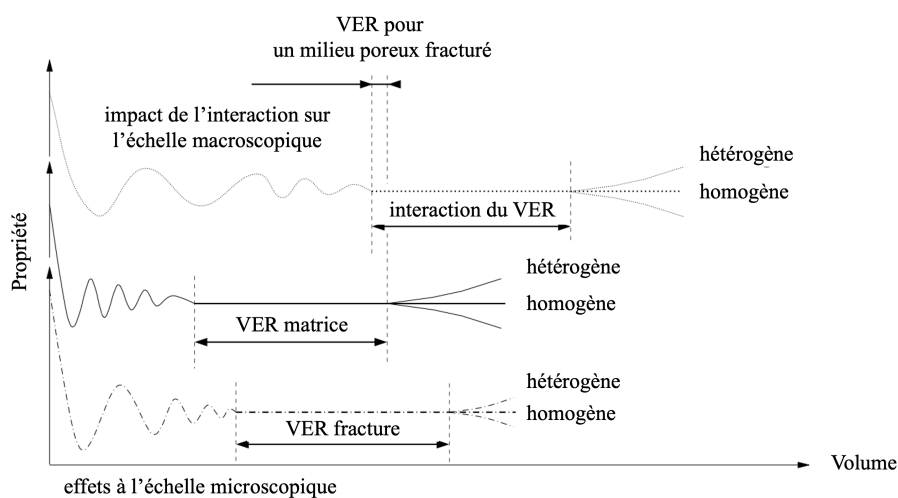 VER pour
un milieu poreux fracturé
impact de l’interaction sur
l’échelle macroscopique
hétérogène
homogène
interaction du VER
Propriété
hétérogène
homogène
VER matrice
hétérogène
homogène
VER fracture
Volume
effets à l’échelle microscopique